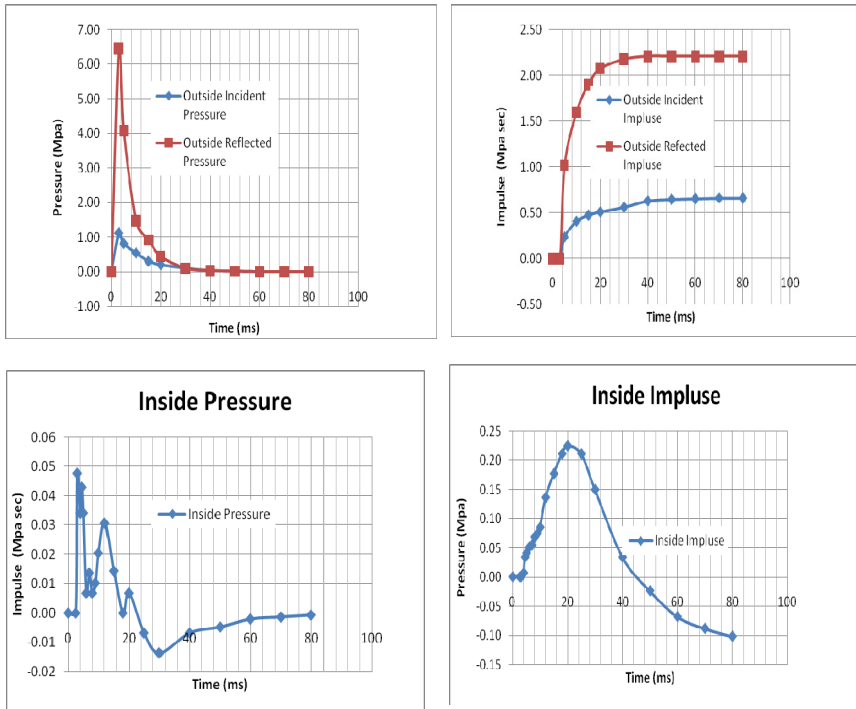 7.00
6.00
5.00
4.00
3.00
2.00
1.00
0.00
-1.00
Pressure (Mpa)
Outside Incident
Pressure
Outside Reflected
Pressure
0 20 40 60 80 100
Time (ms)
2.50
2.00
1.50
1.00
0.50
0.00
-0.50
Impulse (Mpa sec)
Outside Incident
Impluse
Outside Refected
Impluse
0 20 40 60 80 100
Time (ms)
Inside Pressure
0.06
0.05
0.04
0.03
0.02
0.01
0.00
-0.01
-0.02
Impulse (Mpa sec)
Inside Pressure
0 20 40 60 80 100
Time (ms)
Inside Impluse
0.25
0.20
0.15
0.10
0.05
0.00
-0.05
-0.10
-0.15
Pressure (Mpa)
Inside Impluse
0 20 40 60 80 100
Time (ms)